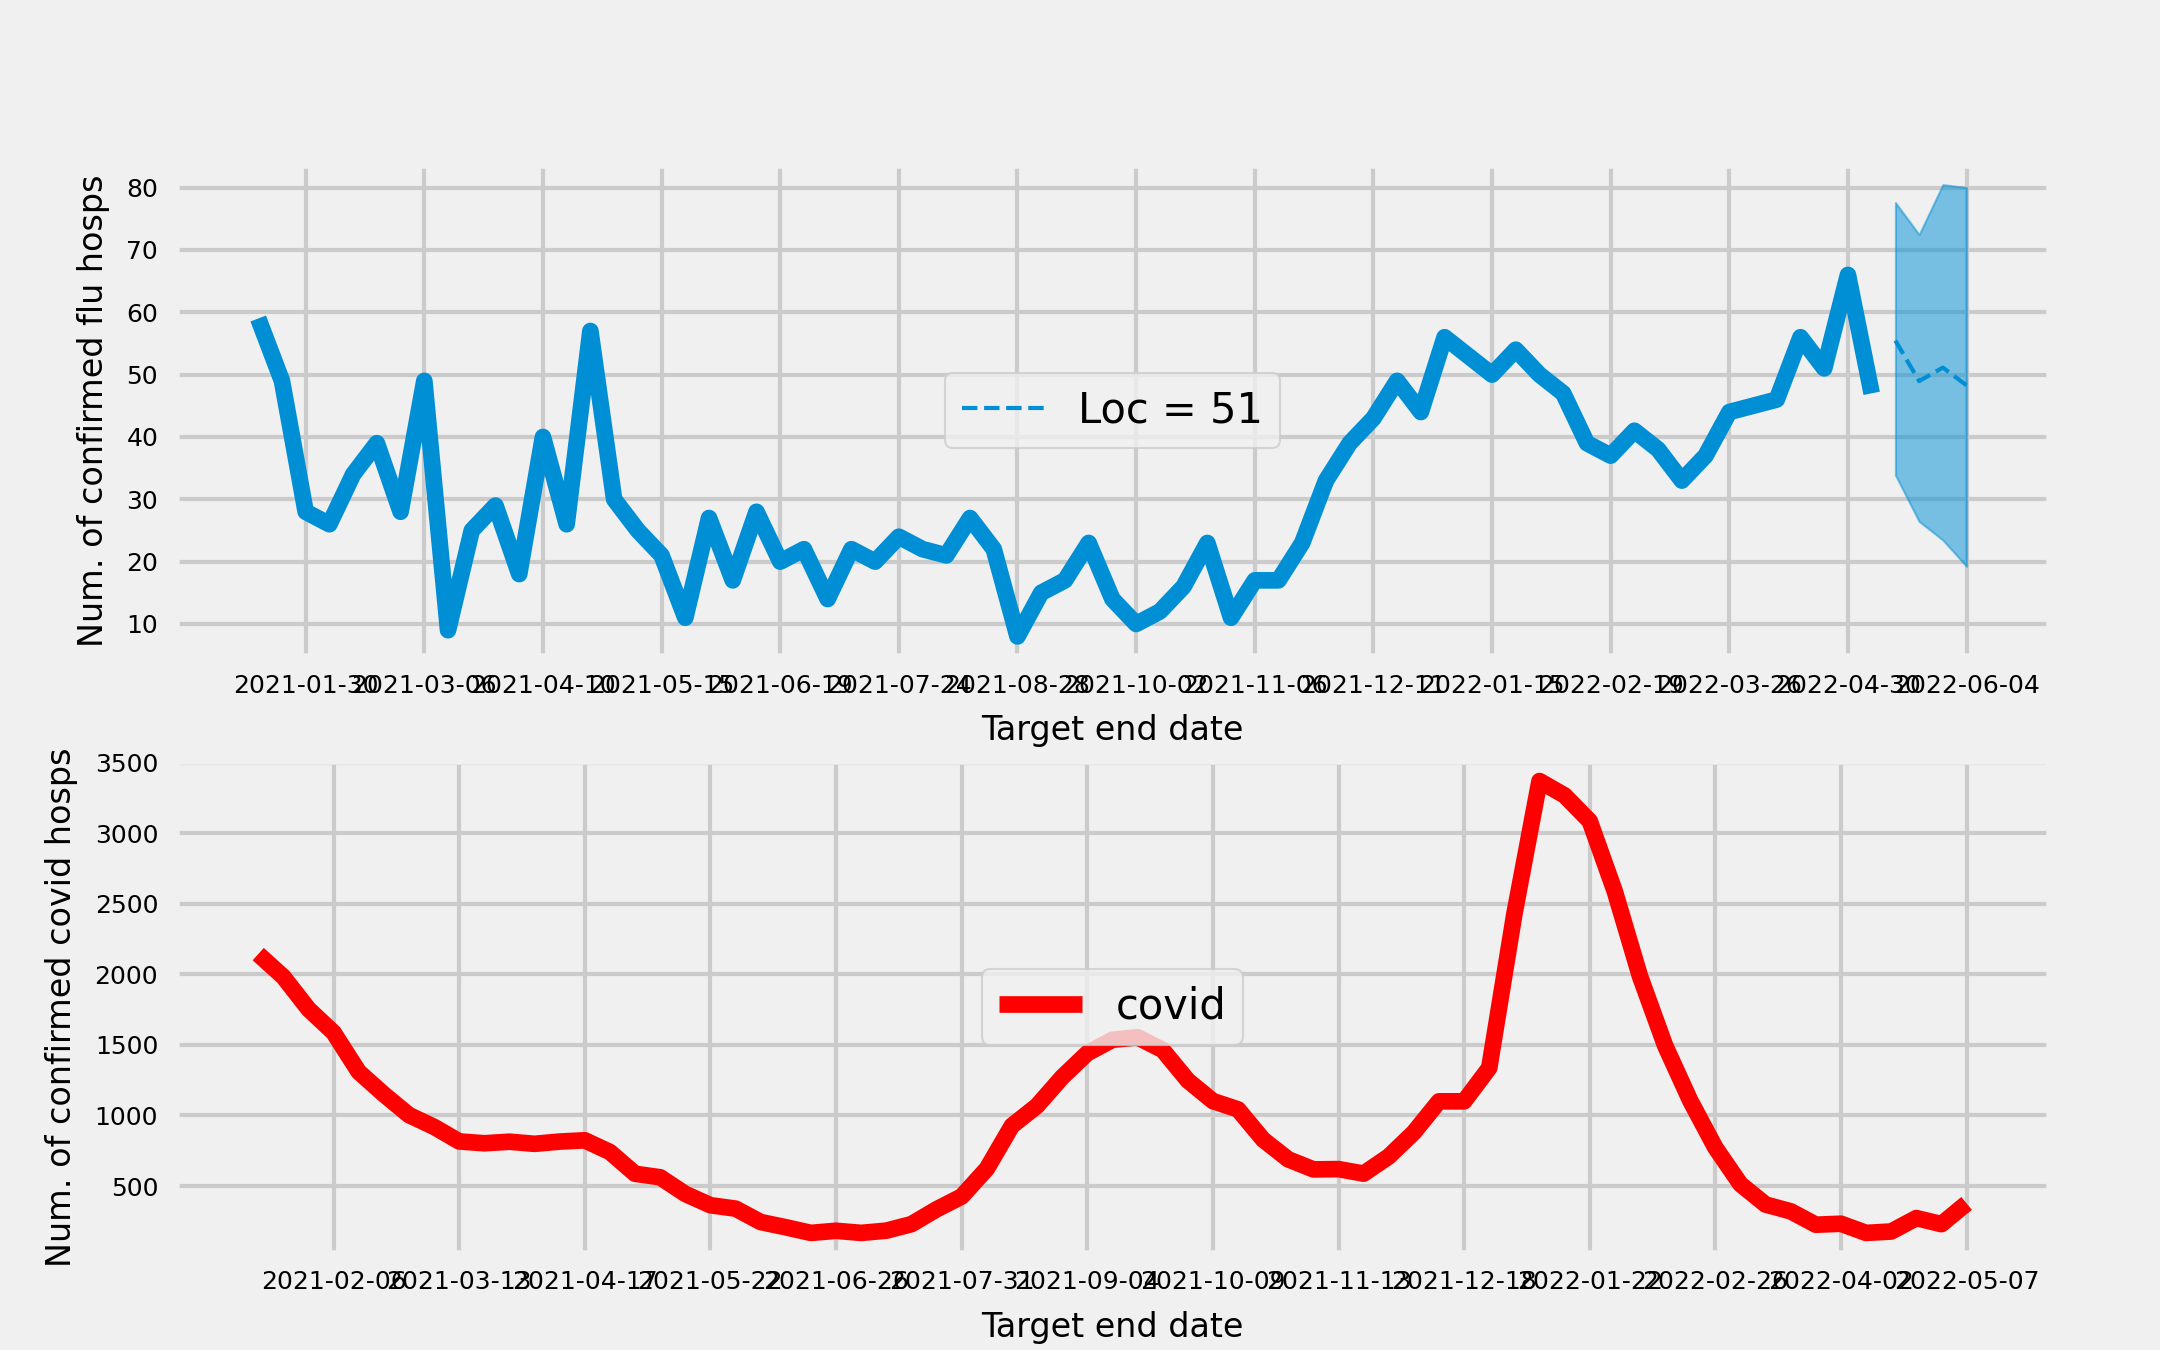 Num. of confirmed flu hosps
80
70
60
50
40
30
20
10
Loc = 51
2021-01-30 2021-03-06 2021-04-10 2021-05-15 2021-06-19 2021-07-24 2021-08-28 2021-10-02 2021-11-06 2021-12-11 2022-01-15 2022-02-19 2022-03-26 2022-04-30 2022-06-04
Target end date
Num. of confirmed covid hosps
3500
3000
2500
2000
1500
1000
500
covid
2021-02-06 2021-03-13 2021-04-17 2021-05-22 2021-06-26 2021-07-31 2021-09-04 2021-10-09 2021-11-13 2021-12-18 2022-01-22 2022-02-26 2022-04-02 2022-05-07
Target end date